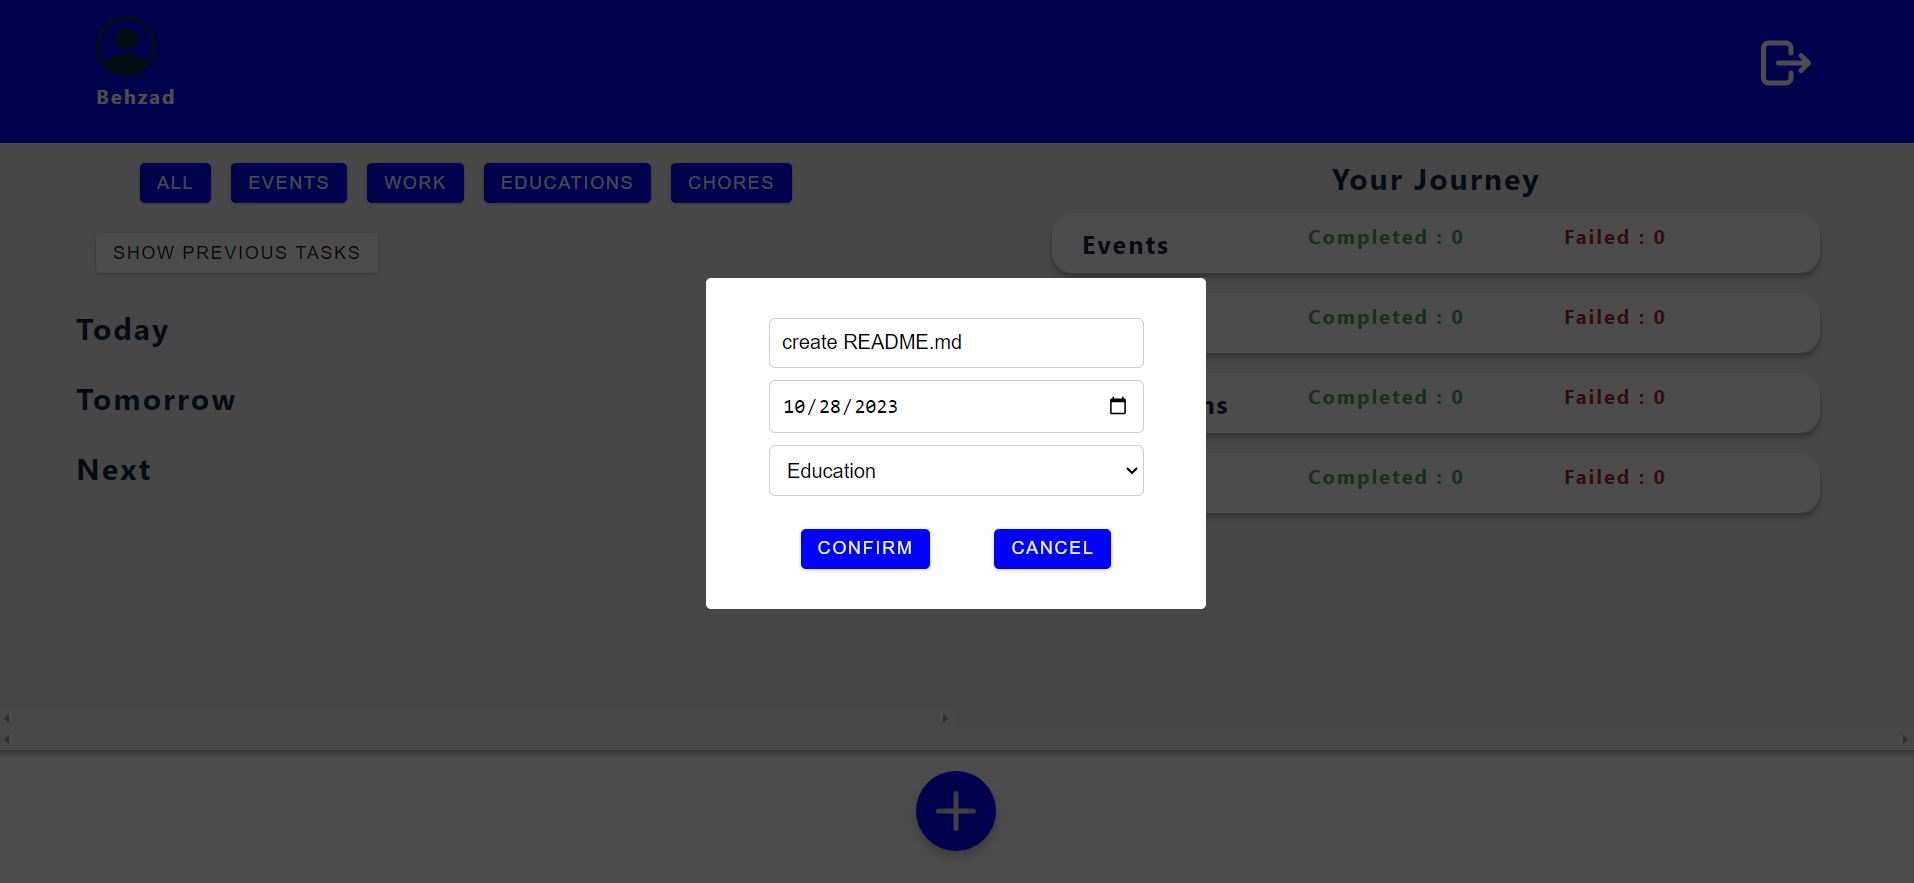 Behzad
ALL EVENTS WORK EDUCATIONS CHORES
SHOW PREVIOUS TASKS
Today
Tomorrow
Next
Your Journey
Events Completed : 0 Failed : 0
Completed : 0 Failed : 0
ns Completed : 0 Failed : 0
Completed : 0 Failed : 0
create README.md
10/28/2023
Education
CONFIRM CANCEL